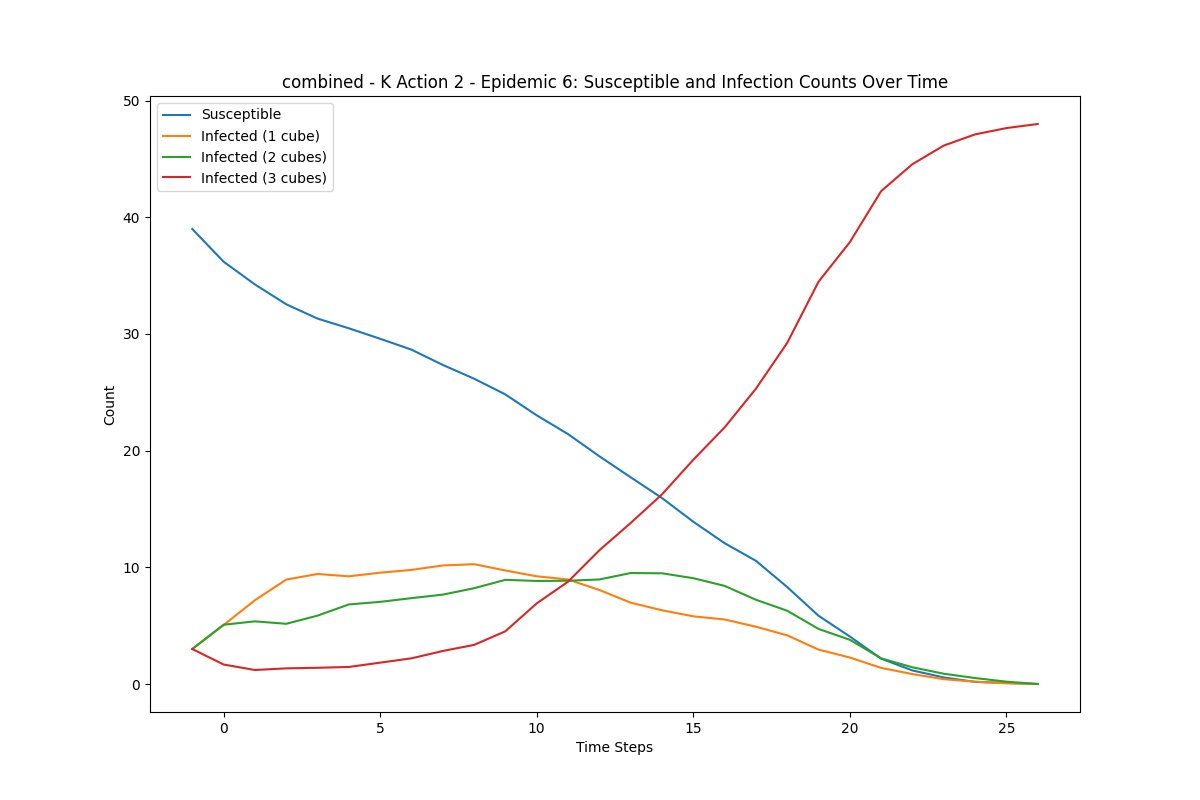 combined - K Action 2 - Epidemic 6: Susceptible and Infection Counts Over Time
50
Susceptible
Infected (1 cube)
Infected (2 cubes)
Infected (3 cubes)
40
30
Count
20
10
0
0 5 10 15 20 25
Time Steps